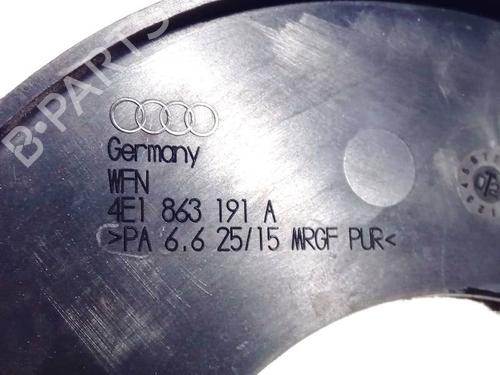 B-PARTS
Germany
WFN
4E1 863 191 A
>PA 6.6 25/15 MRGF PUR<